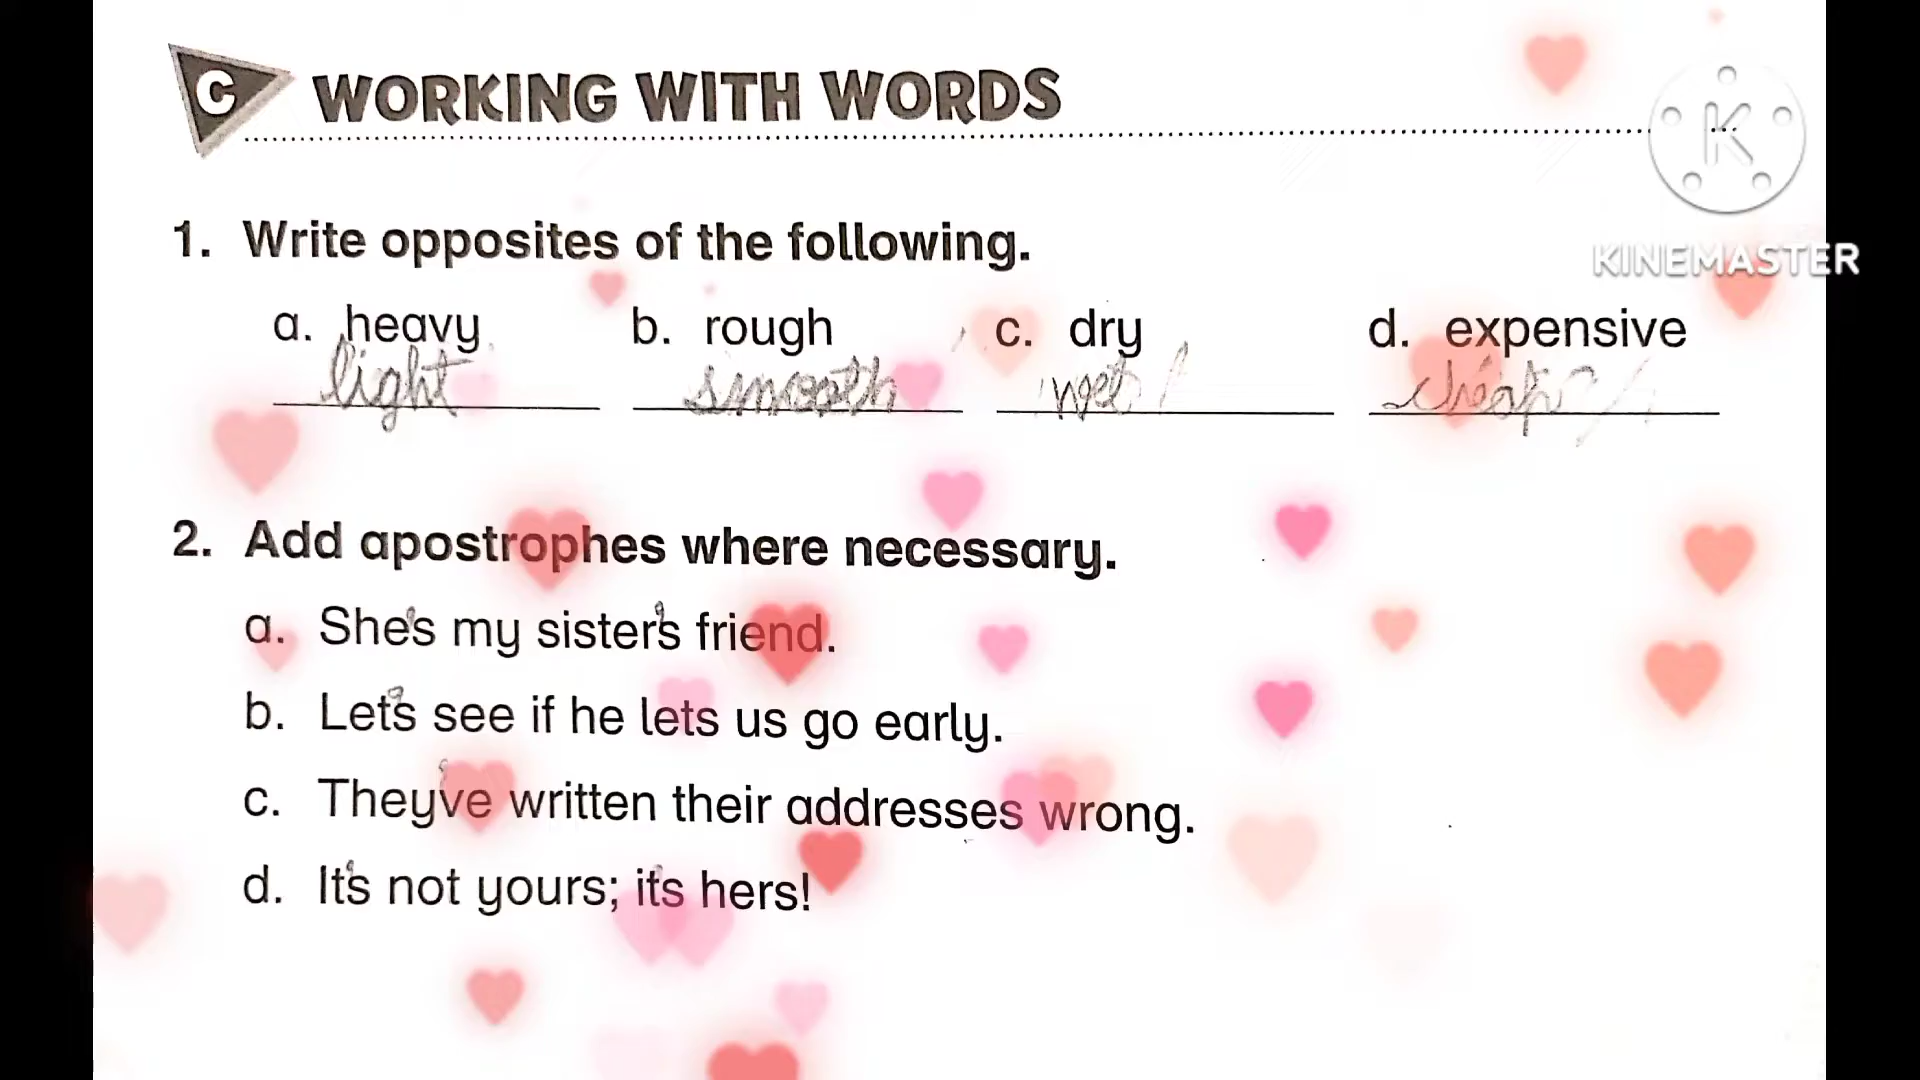 C WORKING WITH WORDS
KINEMASTER
1. Write opposites of the following.
a. heavy b. rough c. dry d. expensive
light smooth wet cheap
2. Add apostrophes where necessary.
a. She's my sister's friend.
b. Let's see if he lets us go early.
c. They've written their addresses wrong.
d. It's not yours; it's hers!